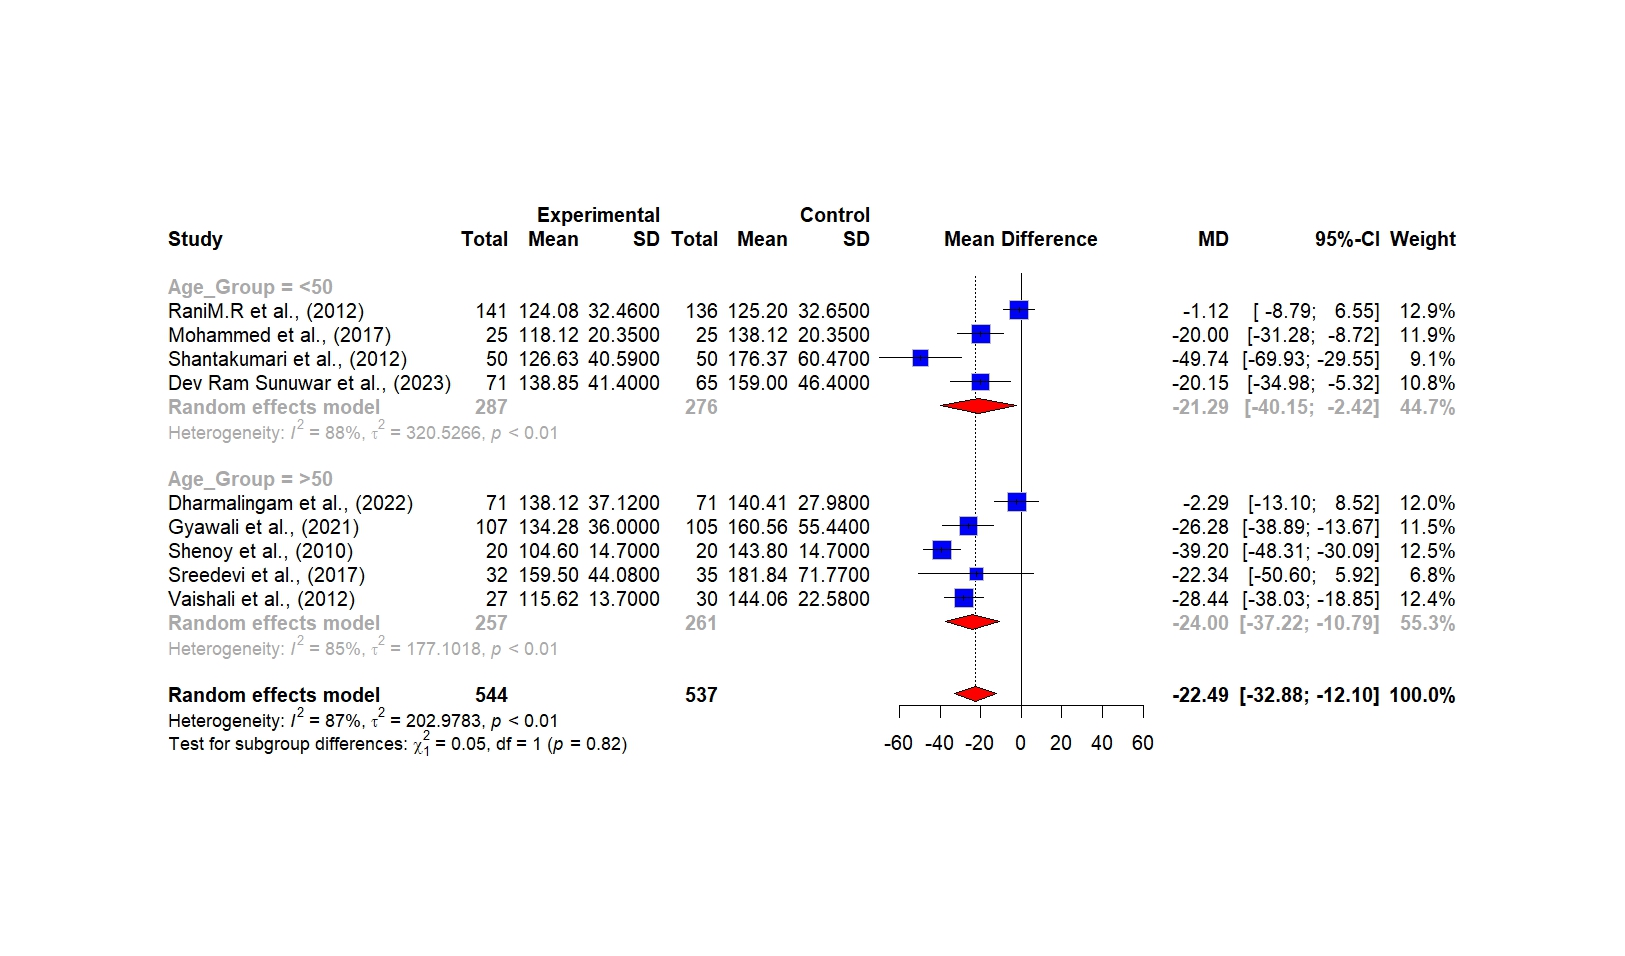 Experimental Control
Study Total Mean SD Total Mean SD Mean Difference MD 95%-CI Weight
Age_Group = <50
RaniM.R et al., (2012) 141 124.08 32.4600 136 125.20 32.6500 -1.12 [ -8.79; 6.55] 12.9%
Mohammed et al., (2017) 25 118.12 20.3500 25 138.12 20.3500 -20.00 [-31.28; -8.72] 11.9%
Shantakumari et al., (2012) 50 126.63 40.5900 50 176.37 60.4700 -49.74 [-69.93; -29.55] 9.1%
Dev Ram Sunuwar et al., (2023) 71 138.85 41.4000 65 159.00 46.4000 -20.15 [-34.98; -5.32] 10.8%
Random effects model 287 276 -21.29 [-40.15; -2.42] 44.7%
Heterogeneity: I² = 88%, τ² = 320.5266, p < 0.01
Age_Group = >50
Dharmalingam et al., (2022) 71 138.12 37.1200 71 140.41 27.9800 -2.29 [-13.10; 8.52] 12.0%
Gyawali et al., (2021) 107 134.28 36.0000 105 160.56 55.4400 -26.28 [-38.89; -13.67] 11.5%
Shenoy et al., (2010) 20 104.60 14.7000 20 143.80 14.7000 -39.20 [-48.31; -30.09] 12.5%
Sreedevi et al., (2017) 32 159.50 44.0800 35 181.84 71.7700 -22.34 [-50.60; 5.92] 6.8%
Vaishali et al., (2012) 27 115.62 13.7000 30 144.06 22.5800 -28.44 [-38.03; -18.85] 12.4%
Random effects model 257 261 -24.00 [-37.22; -10.79] 55.3%
Heterogeneity: I² = 85%, τ² = 177.1018, p < 0.01
Random effects model 544 537 -22.49 [-32.88; -12.10] 100.0%
Heterogeneity: I² = 87%, τ² = 202.9783, p < 0.01
Test for subgroup differences: χ²₁ = 0.05, df = 1 (p = 0.82)
-60 -40 -20 0 20 40 60